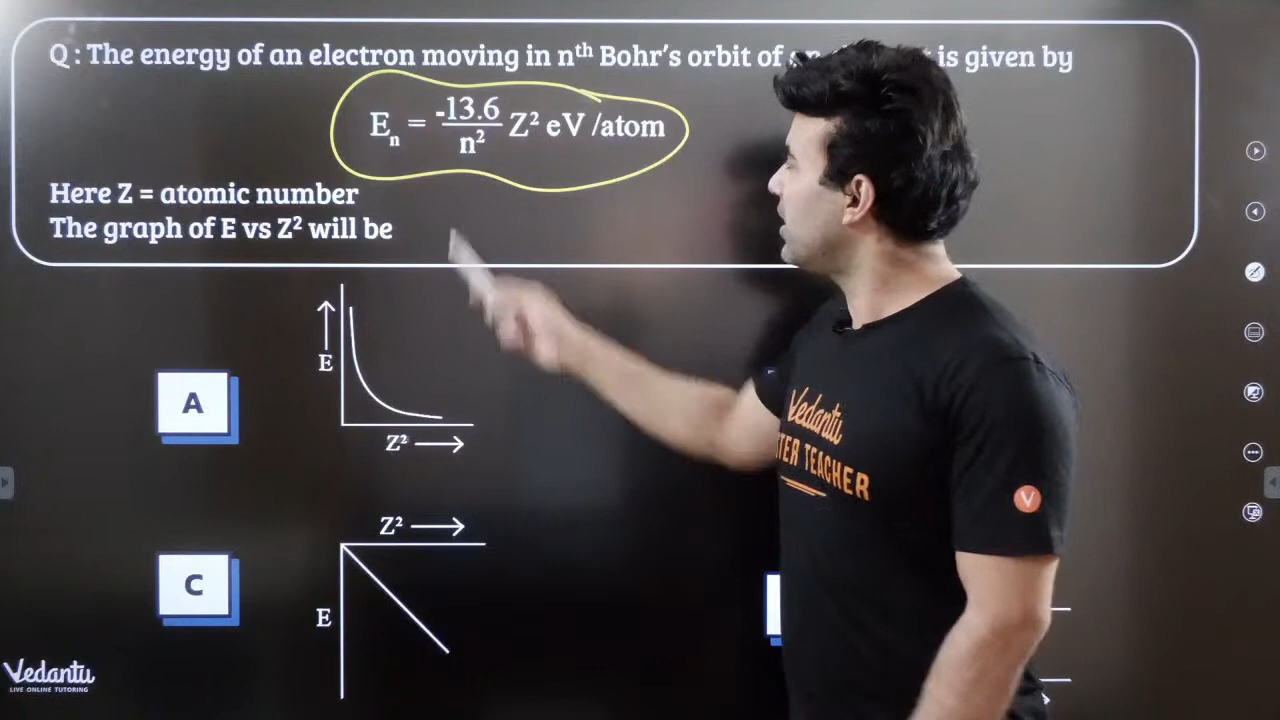 Q : The energy of an electron moving in nᵗʰ Bohr's orbit of is given by
Eₙ = -13.6/n² Z² eV /atom
Here Z = atomic number
The graph of E vs Z² will be
A
E
Z²
C
Z²
E
Vedantu
TER TEACHER
V
Vedantu
LIVE ONLINE TUTORING